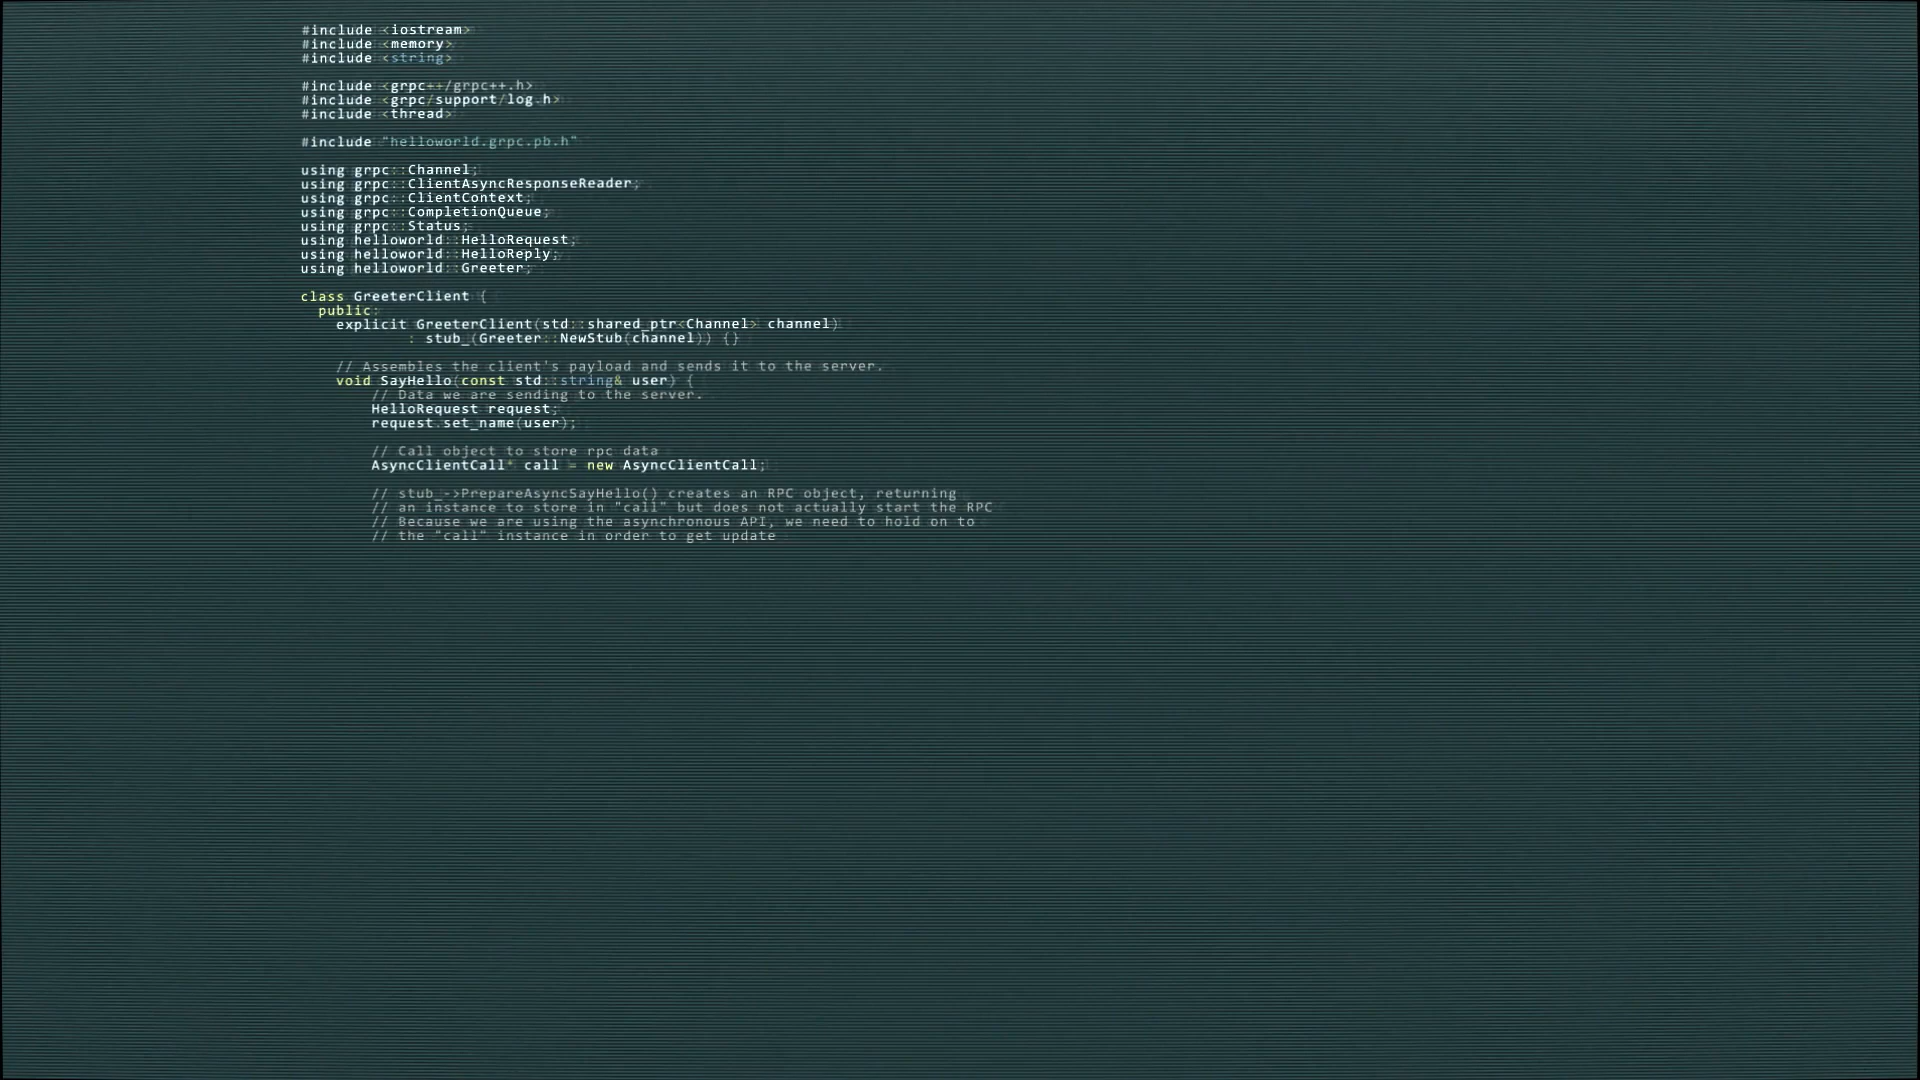 #include <iostream>
#include <memory>
#include <string>
#include <grpc++/grpc++.h>
#include <grpc/support/log.h>
#include <thread>
#include "helloworld.grpc.pb.h"
using grpc::Channel;
using grpc::ClientAsyncResponseReader;
using grpc::ClientContext;
using grpc::CompletionQueue;
using grpc::Status;
using helloworld::HelloRequest;
using helloworld::HelloReply;
using helloworld::Greeter;
class GreeterClient {
public:
explicit GreeterClient(std::shared_ptr<Channel> channel)
: stub_(Greeter::NewStub(channel)) {}
// Assembles the client's payload and sends it to the server.
void SayHello(const std::string& user) {
// Data we are sending to the server.
HelloRequest request;
request.set_name(user);
// Call object to store rpc data
AsyncClientCall* call = new AsyncClientCall;
// stub_->PrepareAsyncSayHello() creates an RPC object, returning
// an instance to store in "call" but does not actually start the RPC
// Because we are using the asynchronous API, we need to hold on to
// the "call" instance in order to get update